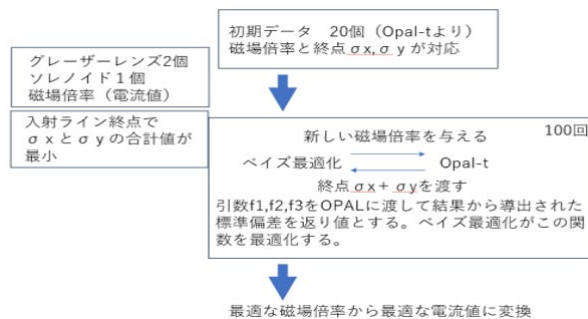 初期データ　20個（Opal-tより）
磁場倍率と終点σx,σyが対応
グレーザーレンズ2個
ソレノイド１個
磁場倍率（電流値）
入射ライン終点で
σxとσyの合計値が
最小
100回
新しい磁場倍率を与える
ベイズ最適化　Opal-t
終点σx+ σyを渡す
引数f1,f2,f3をOPALに渡して結果から導出された
標準偏差を返り値とする。ベイズ最適化がこの関
数を最適化する。
最適な磁場倍率から最適な電流値に変換